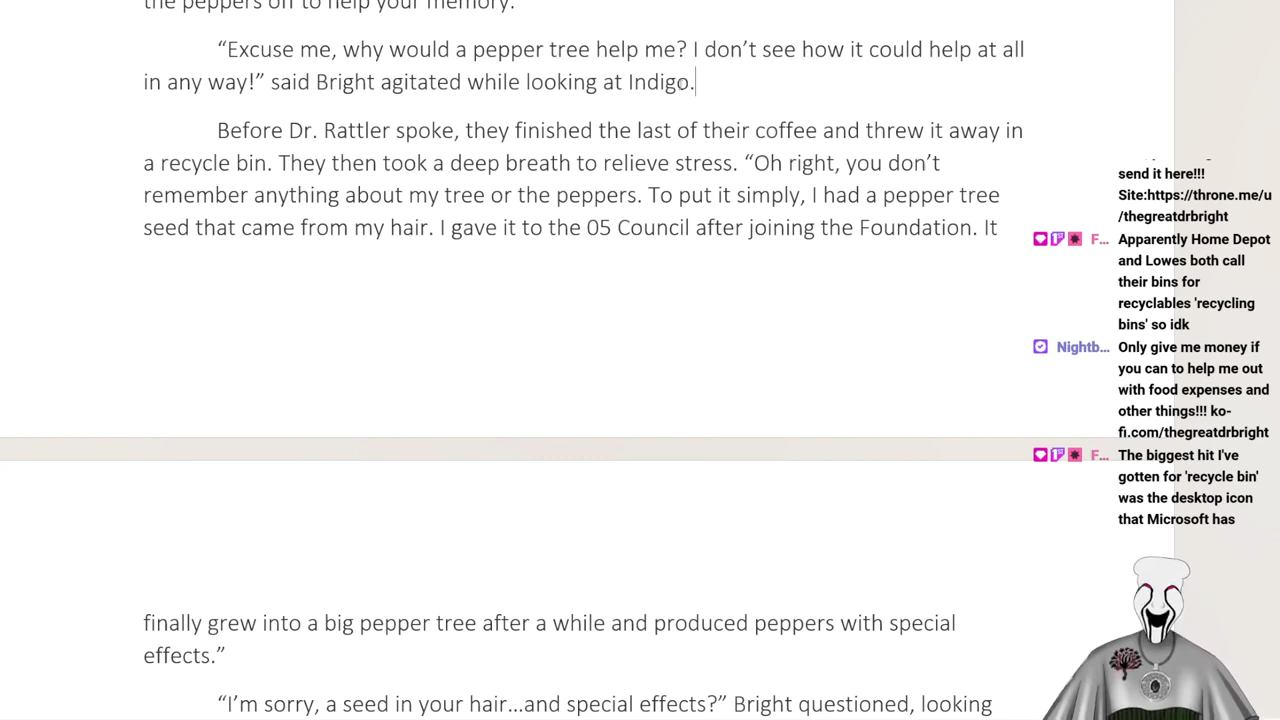 the peppers off to help your memory.
“Excuse me, why would a pepper tree help me? I don’t see how it could help at all
in any way!” said Bright agitated while looking at Indigo.
Before Dr. Rattler spoke, they finished the last of their coffee and threw it away in
a recycle bin. They then took a deep breath to relieve stress. “Oh right, you don’t
remember anything about my tree or the peppers. To put it simply, I had a pepper tree
seed that came from my hair. I gave it to the 05 Council after joining the Foundation. It
finally grew into a big pepper tree after a while and produced peppers with special
effects.”
“I’m sorry, a seed in your hair…and special effects?” Bright questioned, looking
send it here!!!
Site:https://throne.me/u
/thegreatdrbright
F... Apparently Home Depot
and Lowes both call
their bins for
recyclables 'recycling
bins' so idk
Nightb... Only give me money if
you can to help me out
with food expenses and
other things!!! ko-
fi.com/thegreatdrbright
F... The biggest hit I've
gotten for 'recycle bin'
was the desktop icon
that Microsoft has